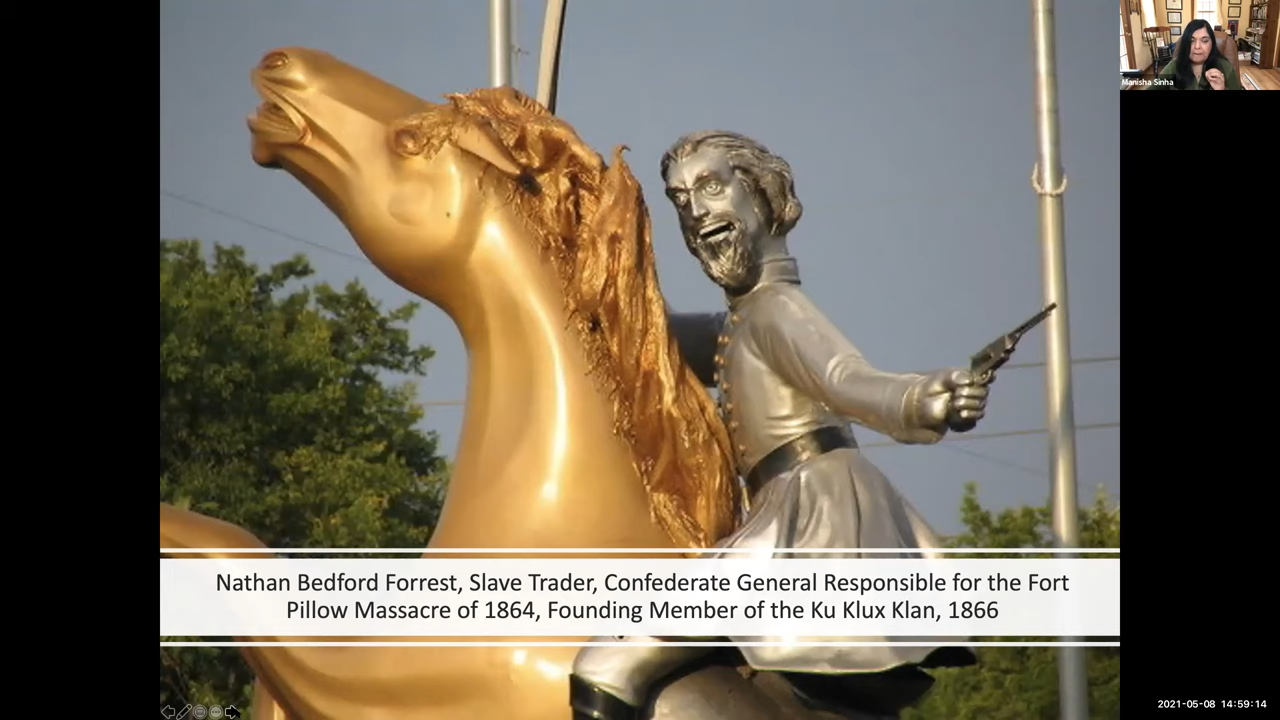 Manisha Sinha
Nathan Bedford Forrest, Slave Trader, Confederate General Responsible for the Fort
Pillow Massacre of 1864, Founding Member of the Ku Klux Klan, 1866
2021-05-08 14:59:14